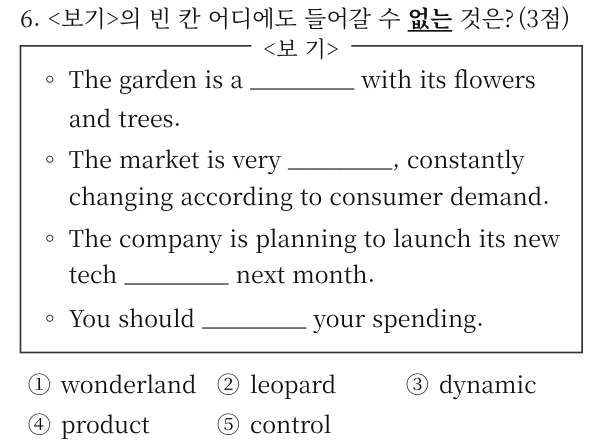 6. <보기>의 빈 칸 어디에도 들어갈 수 없는 것은? (3점)
<보 기>
◦ The garden is a ________ with its flowers
and trees.
◦ The market is very ________, constantly
changing according to consumer demand.
◦ The company is planning to launch its new
tech ________ next month.
◦ You should ________ your spending.
① wonderland ② leopard ③ dynamic
④ product ⑤ control